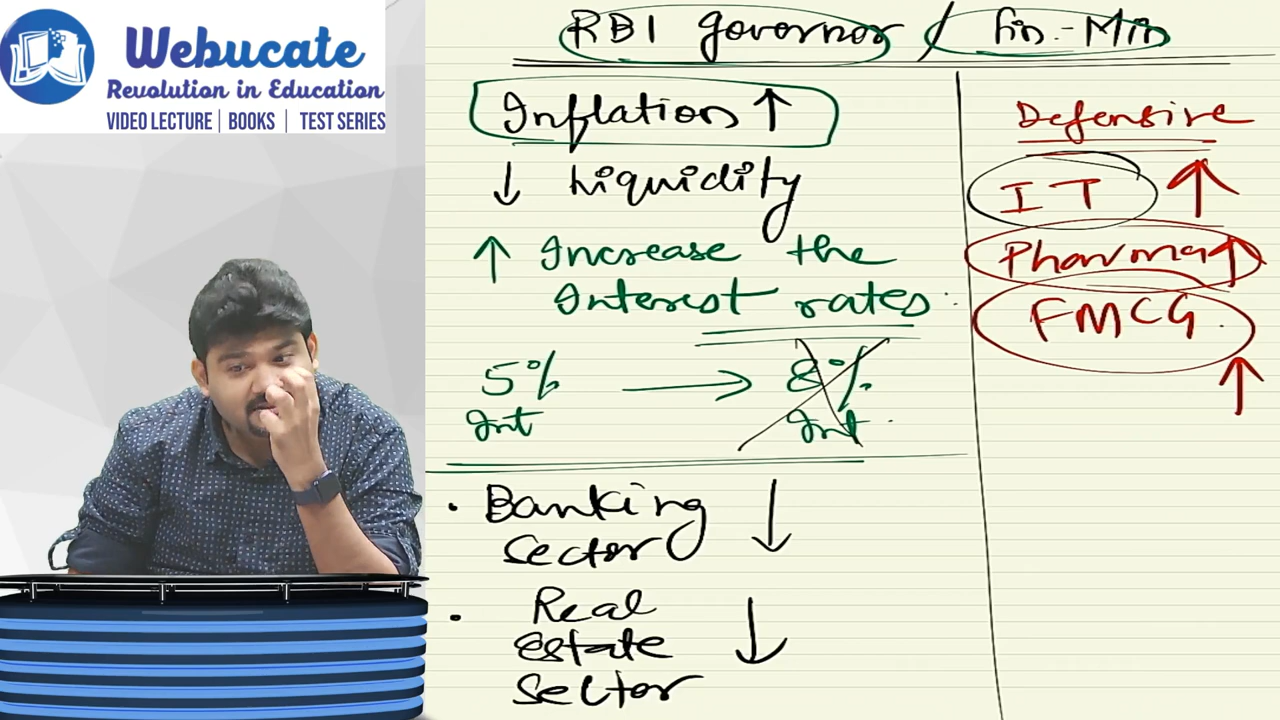 Webucate
Revolution in Education
VIDEO LECTURE | BOOKS | TEST SERIES
RBI governor / fin.-Min
Inflation ↑
↓ Liquidity
↑ Increase the
Interest rates
5% → 8%
Int Int
• Banking ↓
Sector
• Real
Estate ↓
Sector
Defensive
IT ↑
Pharma ↑
FMCG
↑